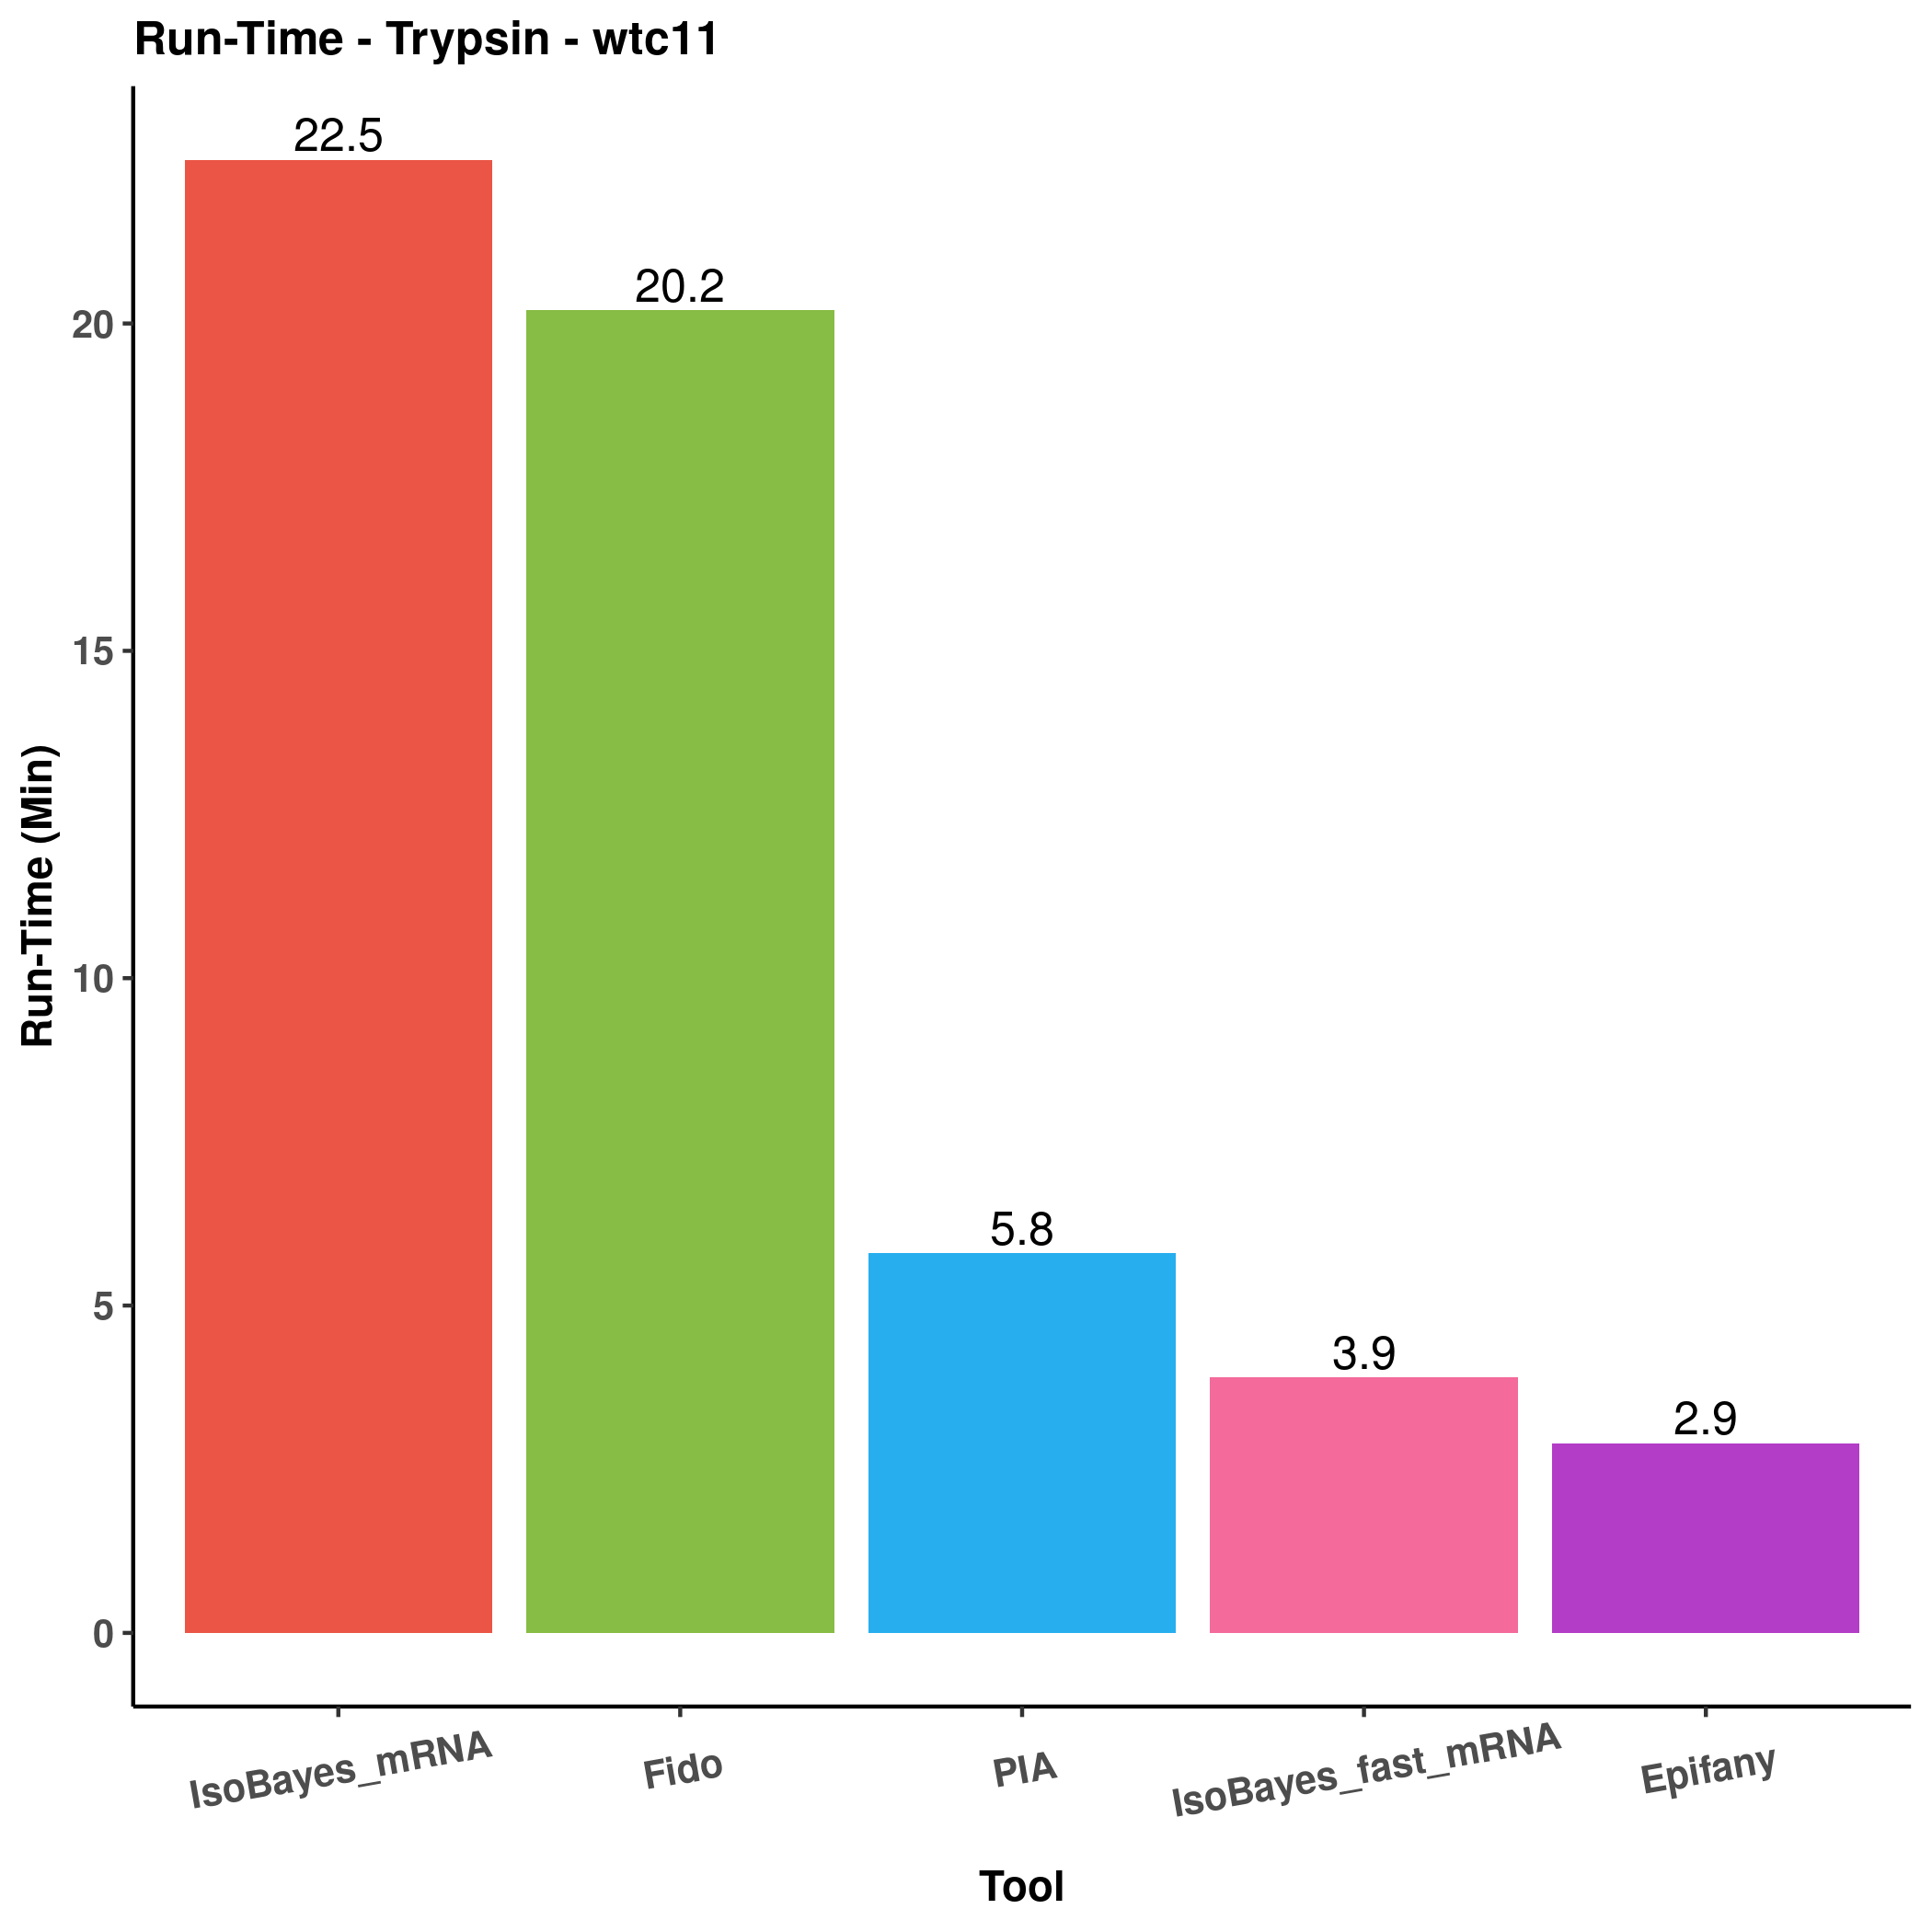 Run-Time - Trypsin - wtc11
22.5
20.2
5.8
3.9
2.9
20
15
10
5
0
Run-Time (Min)
IsoBayes_mRNA
Fido
PIA
IsoBayes_fast_mRNA
Epifany
Tool